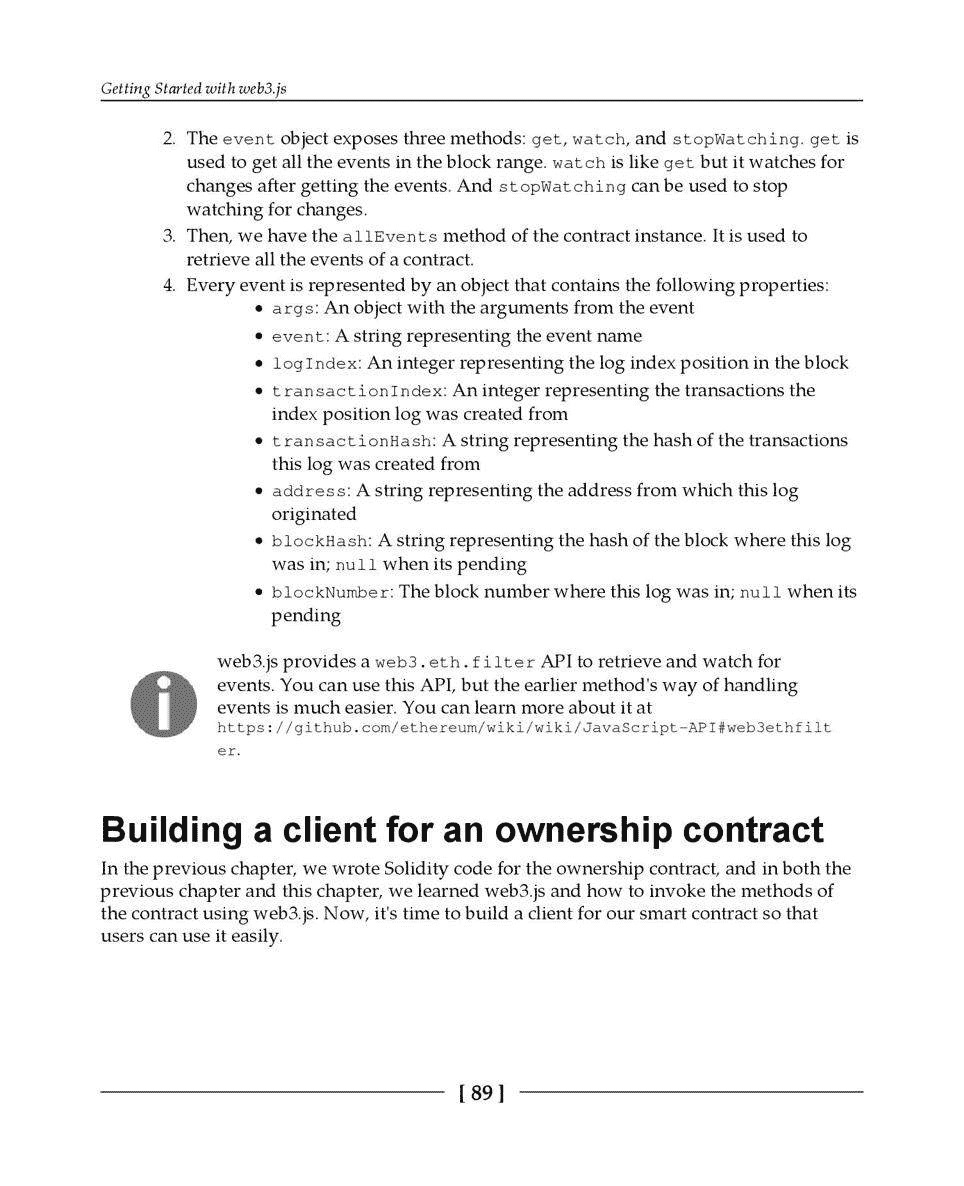 Getting Started with web3.js
2. The event object exposes three methods: get, watch, and stopWatching. get is
used to get all the events in the block range. watch is like get but it watches for
changes after getting the events. And stopWatching can be used to stop
watching for changes.
3. Then, we have the allEvents method of the contract instance. It is used to
retrieve all the events of a contract.
4. Every event is represented by an object that contains the following properties:
• args: An object with the arguments from the event
• event: A string representing the event name
• logIndex: An integer representing the log index position in the block
• transactionIndex: An integer representing the transactions the
index position log was created from
• transactionHash: A string representing the hash of the transactions
this log was created from
• address: A string representing the address from which this log
originated
• blockHash: A string representing the hash of the block where this log
was in; null when its pending
• blockNumber: The block number where this log was in; null when its
pending
web3.js provides a web3.eth.filter API to retrieve and watch for
events. You can use this API, but the earlier method's way of handling
events is much easier. You can learn more about it at
https://github.com/ethereum/wiki/wiki/JavaScript-API#web3ethfilt
er.
Building a client for an ownership contract
In the previous chapter, we wrote Solidity code for the ownership contract, and in both the
previous chapter and this chapter, we learned web3.js and how to invoke the methods of
the contract using web3.js. Now, it's time to build a client for our smart contract so that
users can use it easily.
[ 89 ]